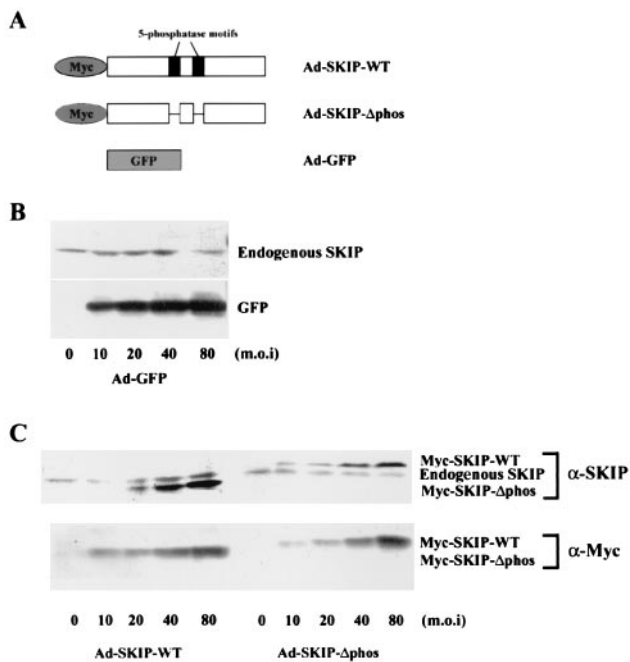 A
5-phosphatase motifs
Myc
Ad-SKIP-WT
Myc
Ad-SKIP-Δphos
GFP
Ad-GFP
B
Endogenous SKIP
GFP
0 10 20 40 80 (m.o.i)
Ad-GFP
C
Myc-SKIP-WT
Endogenous SKIP
Myc-SKIP-Δphos
α-SKIP
Myc-SKIP-WT
Myc-SKIP-Δphos
α-Myc
0 10 20 40 80 0 10 20 40 80 (m.o.i)
Ad-SKIP-WT Ad-SKIP-Δphos